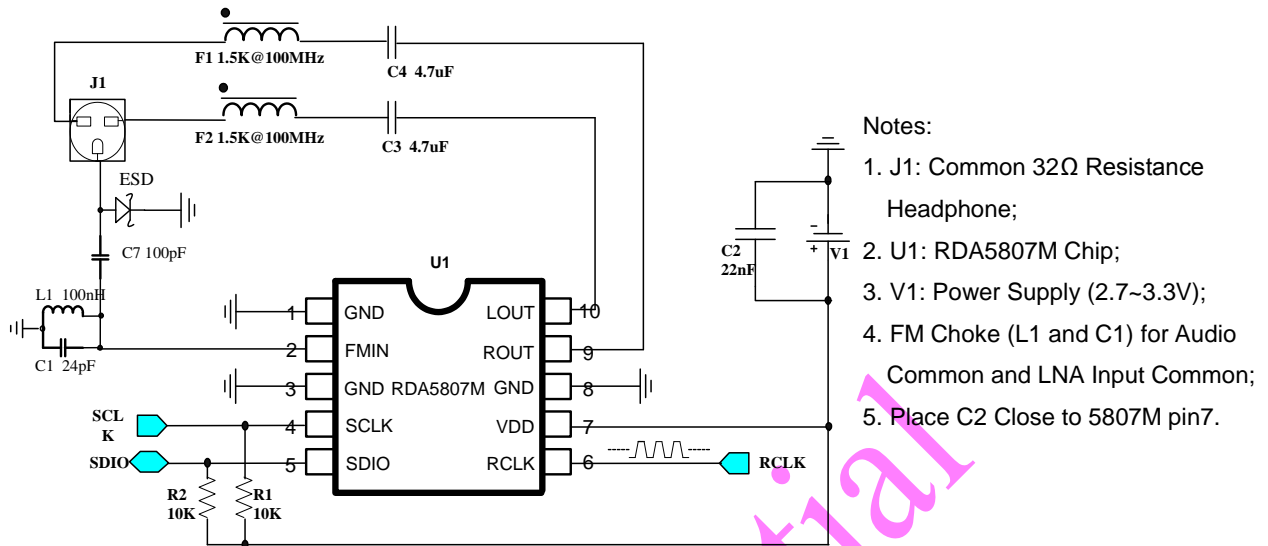 F1 1.5K@100MHz
C4 4.7uF
J1
F2 1.5K@100MHz
C3 4.7uF
ESD
C7 100pF
L1 100nH
C1 24pF
U1
1 GND LOUT 10
2 FMIN ROUT 9
3 GND RDA5807M GND 8
4 SCLK VDD 7
5 SDIO RCLK 6
SCL
K
SDIO
RCLK
R2
10K
R1
10K
C2
22nF
-
+
V1
Notes:
1. J1: Common 32Ω Resistance
Headphone;
2. U1: RDA5807M Chip;
3. V1: Power Supply (2.7~3.3V);
4. FM Choke (L1 and C1) for Audio
Common and LNA Input Common;
5. Place C2 Close to 5807M pin7.
tial